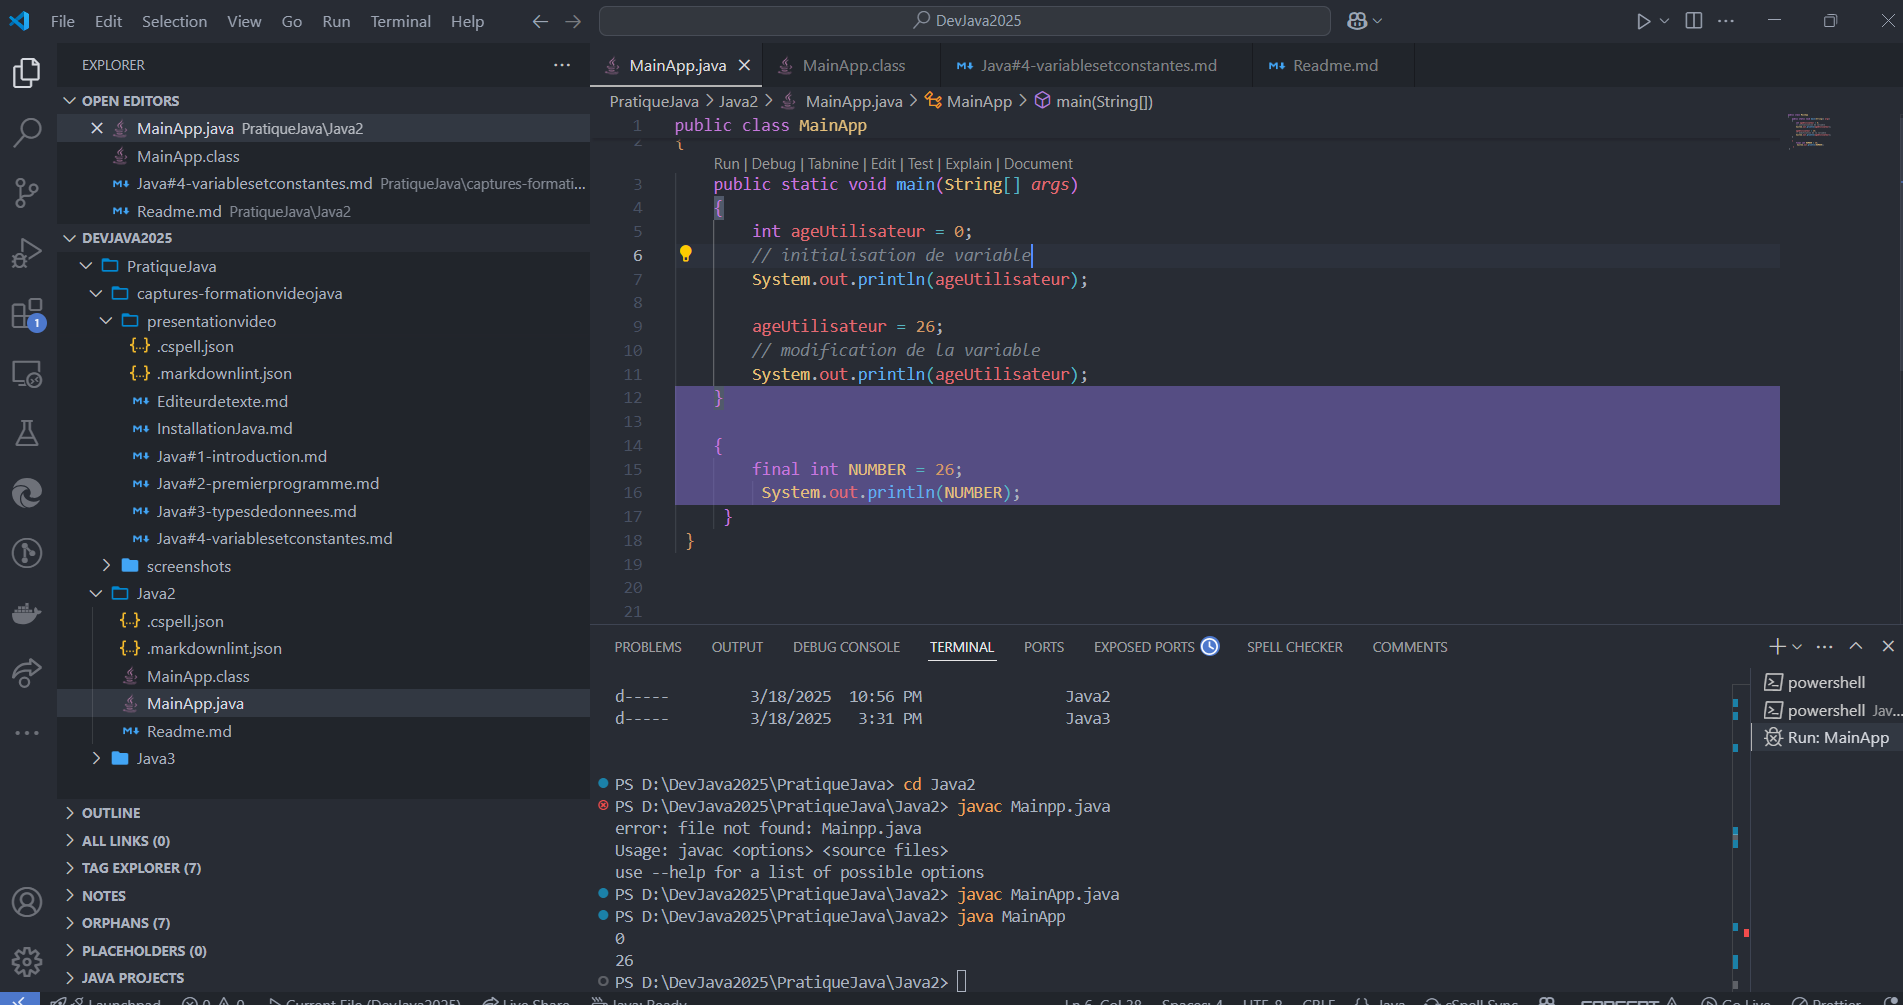 File Edit Selection View Go Run Terminal Help
DevJava2025
EXPLORER
OPEN EDITORS
MainApp.java PratiqueJava\Java2
MainApp.class
Java#4-variablesetconstantes.md PratiqueJava\captures-formati...
Readme.md PratiqueJava\Java2
DEVJAVA2025
PratiqueJava
captures-formationvideojava
presentationvideo
{..} .cspell.json
{..} .markdownlint.json
Editeurdetexte.md
InstallationJava.md
Java#1-introduction.md
Java#2-premierprogramme.md
Java#3-typesdedonnees.md
Java#4-variablesetconstantes.md
screenshots
Java2
{..} .cspell.json
{..} .markdownlint.json
MainApp.class
MainApp.java
Readme.md
Java3
OUTLINE
ALL LINKS (0)
TAG EXPLORER (7)
NOTES
ORPHANS (7)
PLACEHOLDERS (0)
JAVA PROJECTS
1
MainApp.java
MainApp.class
Java#4-variablesetconstantes.md
Readme.md
PratiqueJava > Java2 > MainApp.java > MainApp > main(String[])
1 public class MainApp
2 {
Run | Debug | Tabnine | Edit | Test | Explain | Document
3 public static void main(String[] args)
4 {
5 int ageUtilisateur = 0;
6 // initialisation de variable
7 System.out.println(ageUtilisateur);
8
9 ageUtilisateur = 26;
10 // modification de la variable
11 System.out.println(ageUtilisateur);
12 }
13
14 {
15 final int NUMBER = 26;
16 System.out.println(NUMBER);
17 }
18 }
19
20
21
PROBLEMS OUTPUT DEBUG CONSOLE TERMINAL PORTS EXPOSED PORTS SPELL CHECKER COMMENTS
d----- 3/18/2025 10:56 PM Java2
d----- 3/18/2025 3:31 PM Java3
PS D:\DevJava2025\PratiqueJava> cd Java2
PS D:\DevJava2025\PratiqueJava\Java2> javac Mainpp.java
error: file not found: Mainpp.java
Usage: javac <options> <source files>
use --help for a list of possible options
PS D:\DevJava2025\PratiqueJava\Java2> javac MainApp.java
PS D:\DevJava2025\PratiqueJava\Java2> java MainApp
0
26
PS D:\DevJava2025\PratiqueJava\Java2>
powershell
powershell Jav...
Run: MainApp
Launchpad 0 0 Current File (DevJava2025) Live Share Java: Ready Ln 6, Col 38 Spaces: 4 UTF-8 CRLF {} Java cSpell Sync Go Live Prettier